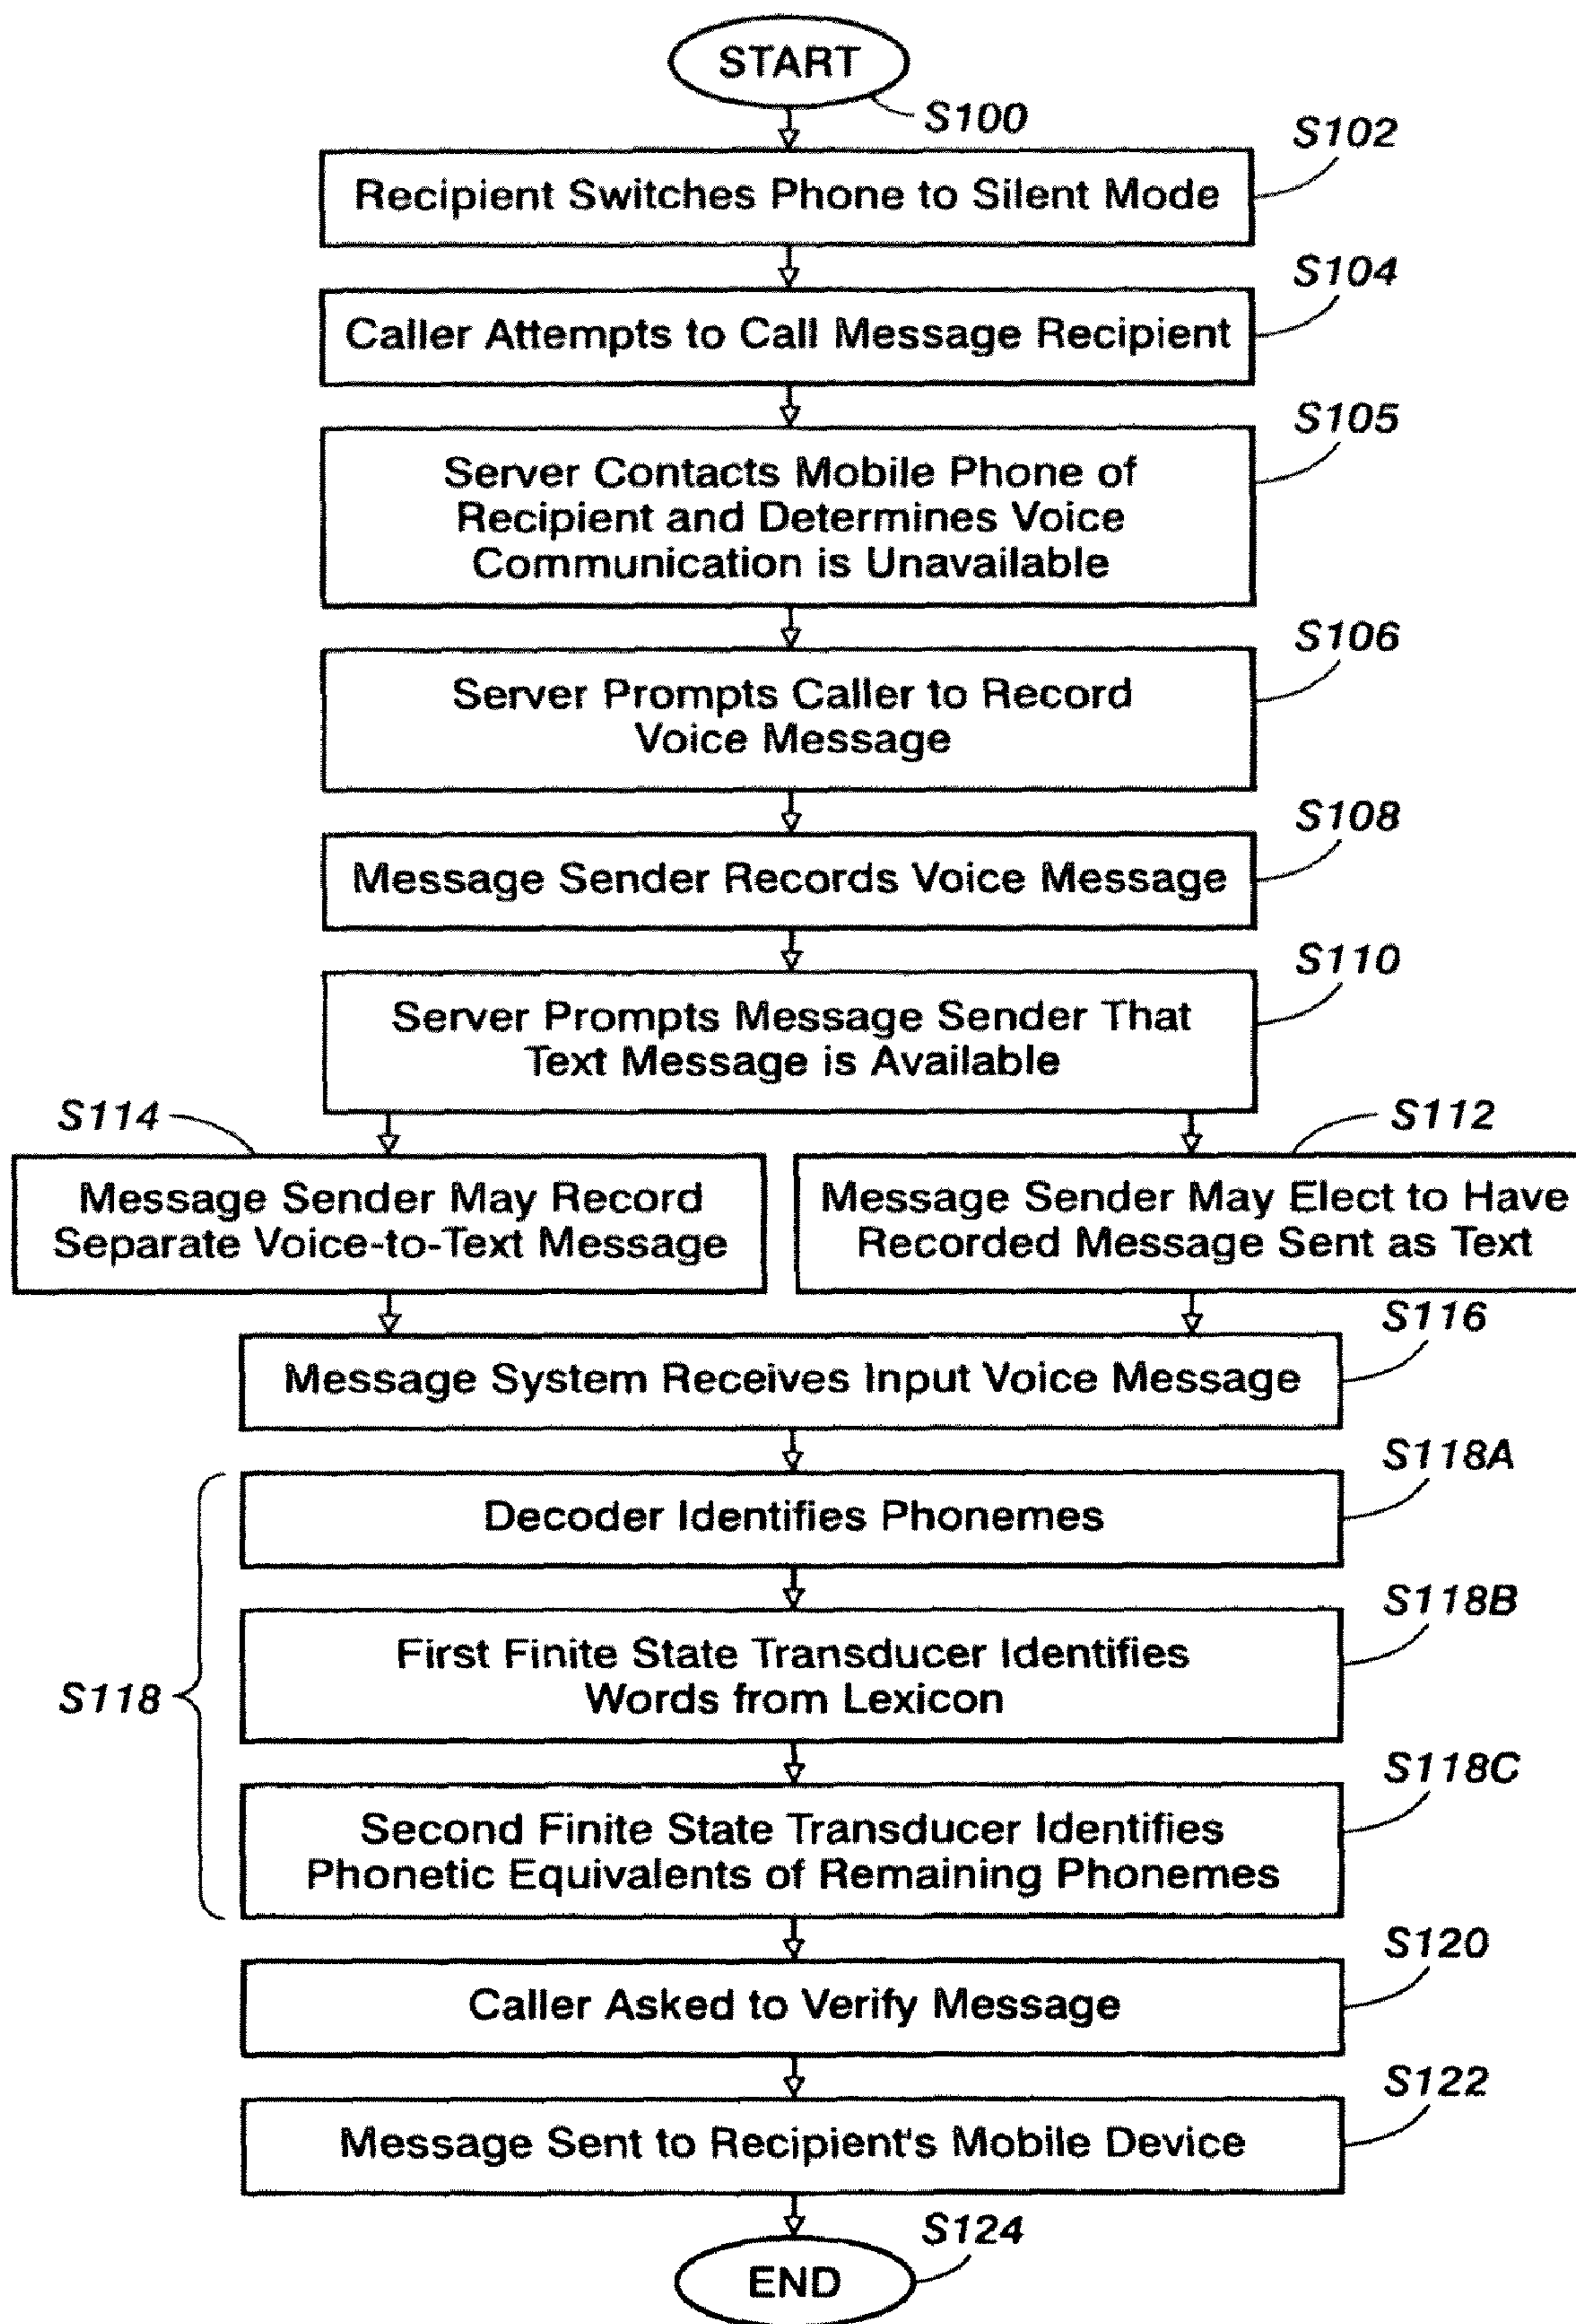 START
S100
S102
Recipient Switches Phone to Silent Mode
S104
Caller Attempts to Call Message Recipient
S105
Server Contacts Mobile Phone of
Recipient and Determines Voice
Communication is Unavailable
S106
Server Prompts Caller to Record
Voice Message
S108
Message Sender Records Voice Message
S110
Server Prompts Message Sender That
Text Message is Available
S114
Message Sender May Record
Separate Voice-to-Text Message
S112
Message Sender May Elect to Have
Recorded Message Sent as Text
S116
Message System Receives Input Voice Message
S118
S118A
Decoder Identifies Phonemes
S118B
First Finite State Transducer Identifies
Words from Lexicon
S118C
Second Finite State Transducer Identifies
Phonetic Equivalents of Remaining Phonemes
S120
Caller Asked to Verify Message
S122
Message Sent to Recipient's Mobile Device
S124
END